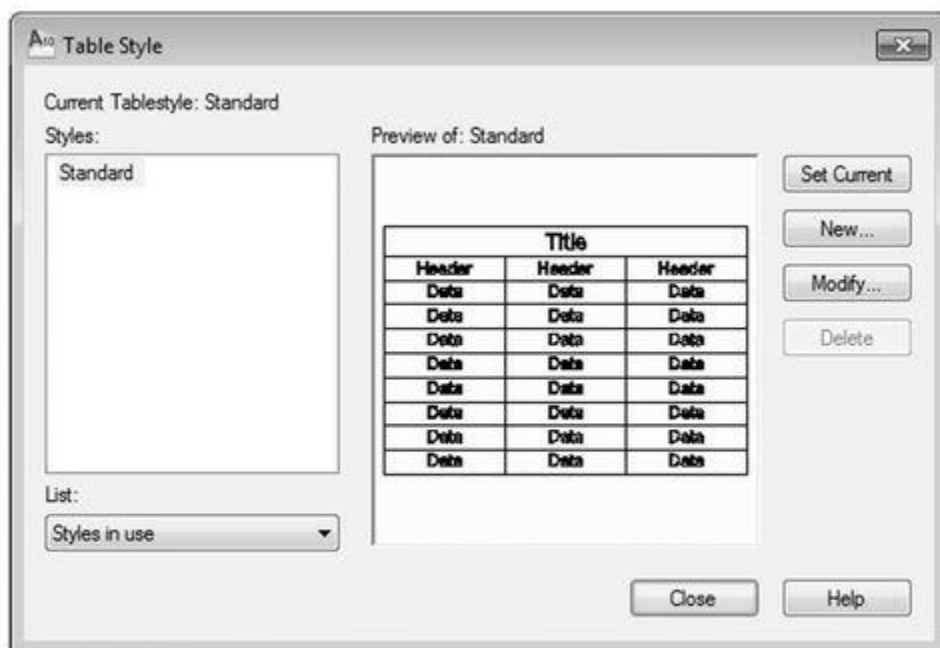 Table Style
Current Tablestyle: Standard
Styles:
Preview of: Standard
Standard
Set Current
New...
Modify...
Delete
Title
Header Header Header
Data Data Data
Data Data Data
Data Data Data
Data Data Data
Data Data Data
Data Data Data
Data Data Data
Data Data Data
List:
Styles in use
Close
Help